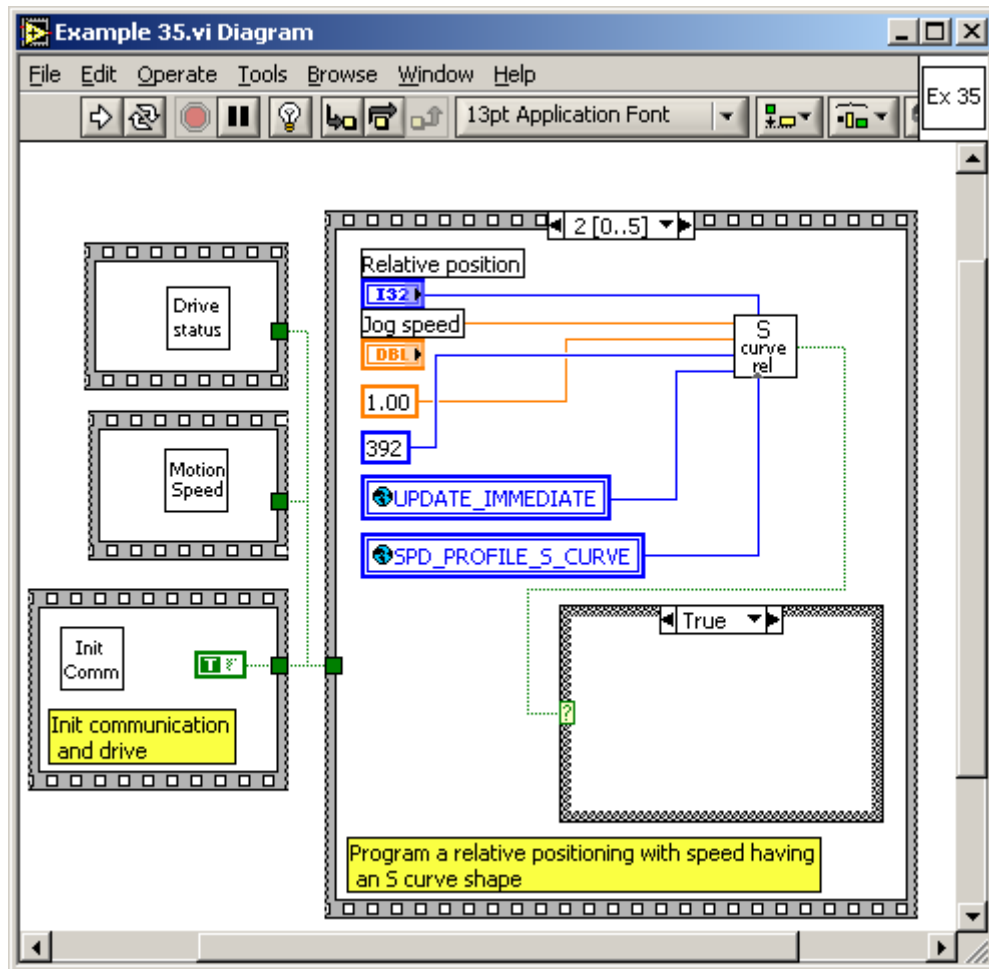 Example 35.vi Diagram
File Edit Operate Tools Browse Window Help
13pt Application Font
Ex 35
2 [0..5]
Drive
status
Motion
Speed
Init
Comm
T
Init communication
and drive
Relative position
I32
Jog speed
DBL
1.00
392
UPDATE_IMMEDIATE
SPD_PROFILE_S_CURVE
S
curve
rel
True
?
Program a relative positioning with speed having
an S curve shape